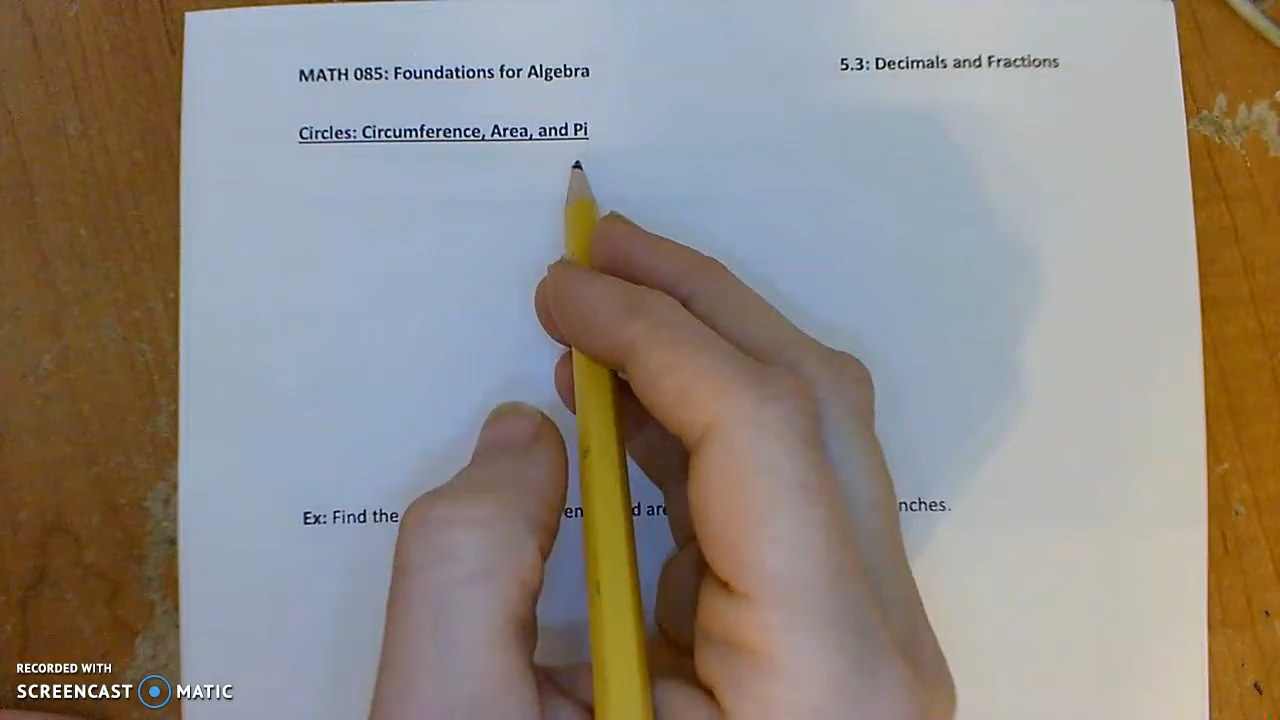 MATH 085: Foundations for Algebra
5.3: Decimals and Fractions
Circles: Circumference, Area, and Pi
Ex: Find the
RECORDED WITH
SCREENCAST MATIC